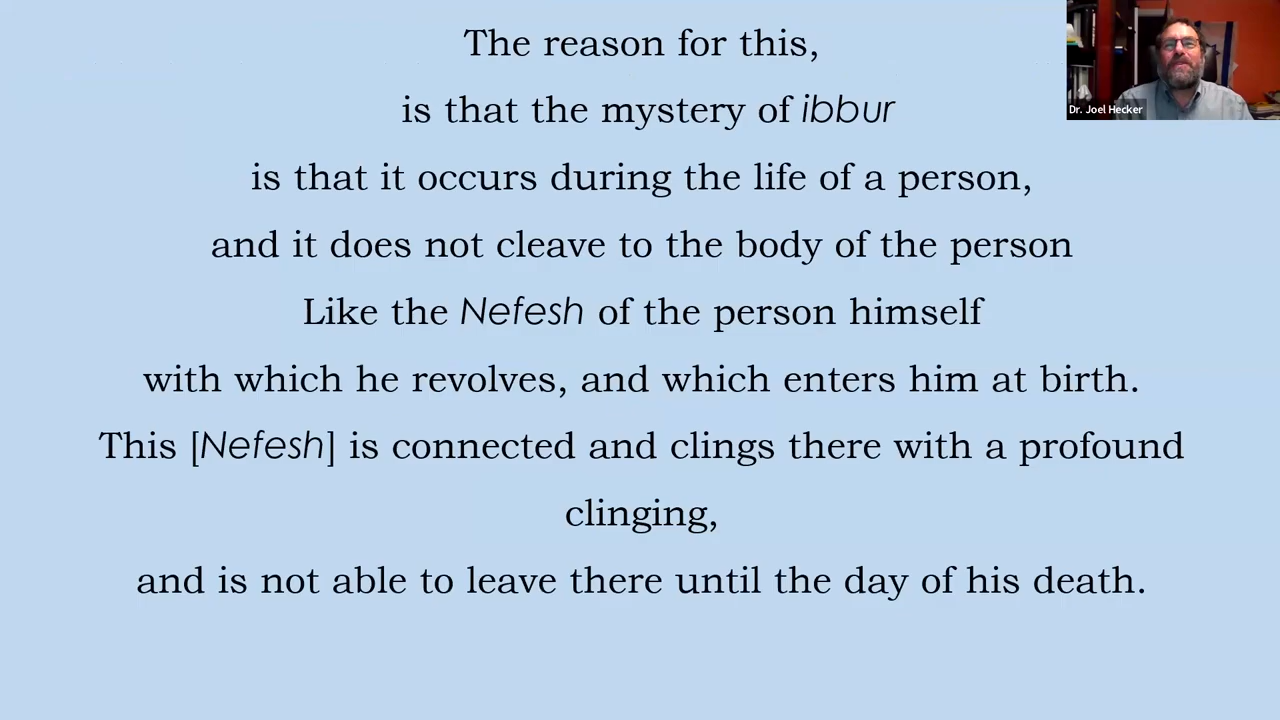 The reason for this,
is that the mystery of ibbur
is that it occurs during the life of a person,
and it does not cleave to the body of the person
Like the Nefesh of the person himself
with which he revolves, and which enters him at birth.
This [Nefesh] is connected and clings there with a profound
clinging,
and is not able to leave there until the day of his death.
Dr. Joel Hecker